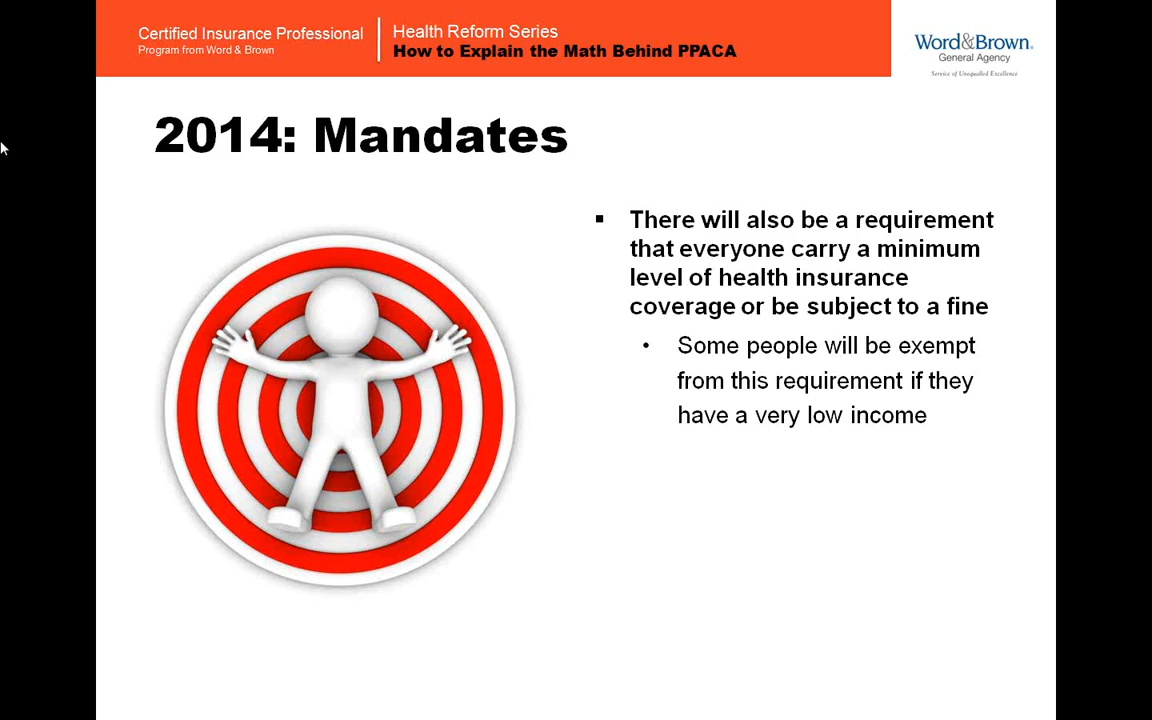 Certified Insurance Professional
Program from Word & Brown
Health Reform Series
How to Explain the Math Behind PPACA
Word&Brown®
General Agency
Service of Unequalled Excellence
2014: Mandates
▪ There will also be a requirement
that everyone carry a minimum
level of health insurance
coverage or be subject to a fine
• Some people will be exempt
from this requirement if they
have a very low income